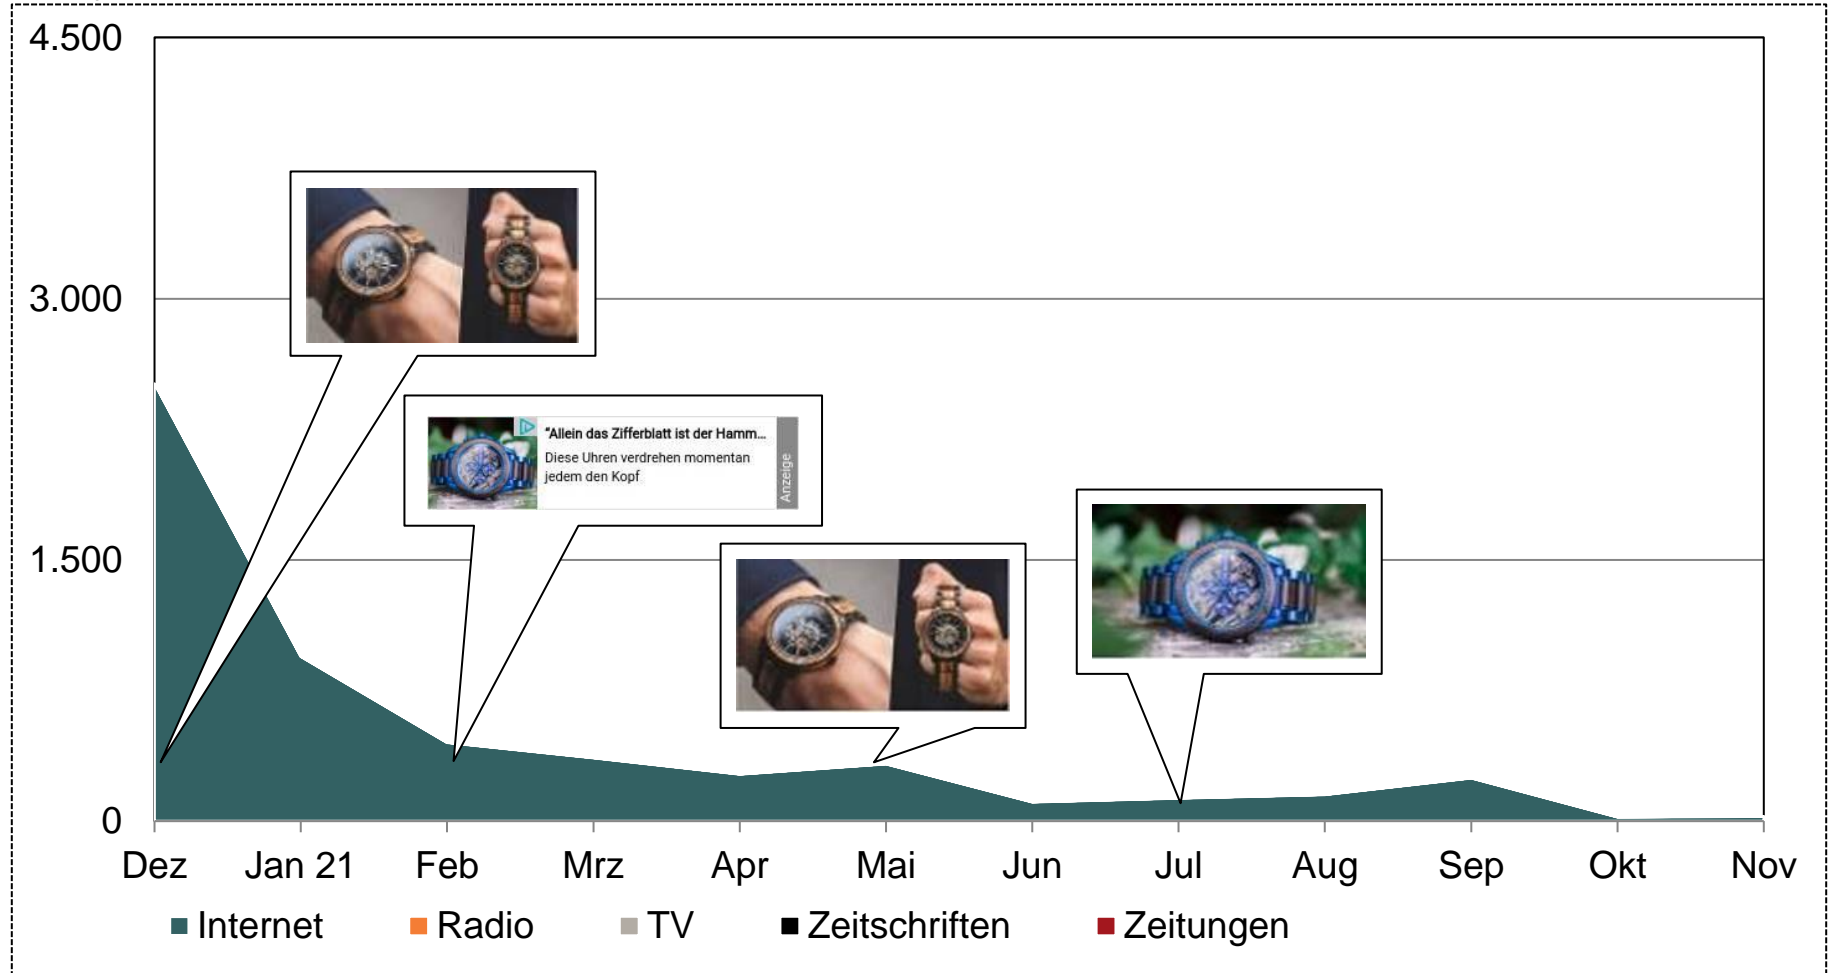 4.500
3.000
1.500
0
"Allein das Zifferblatt ist der Hamm...
Diese Uhren verdrehen momentan
jedem den Kopf
Anzeige
Dez Jan 21 Feb Mrz Apr Mai Jun Jul Aug Sep Okt Nov
Internet Radio TV Zeitschriften Zeitungen